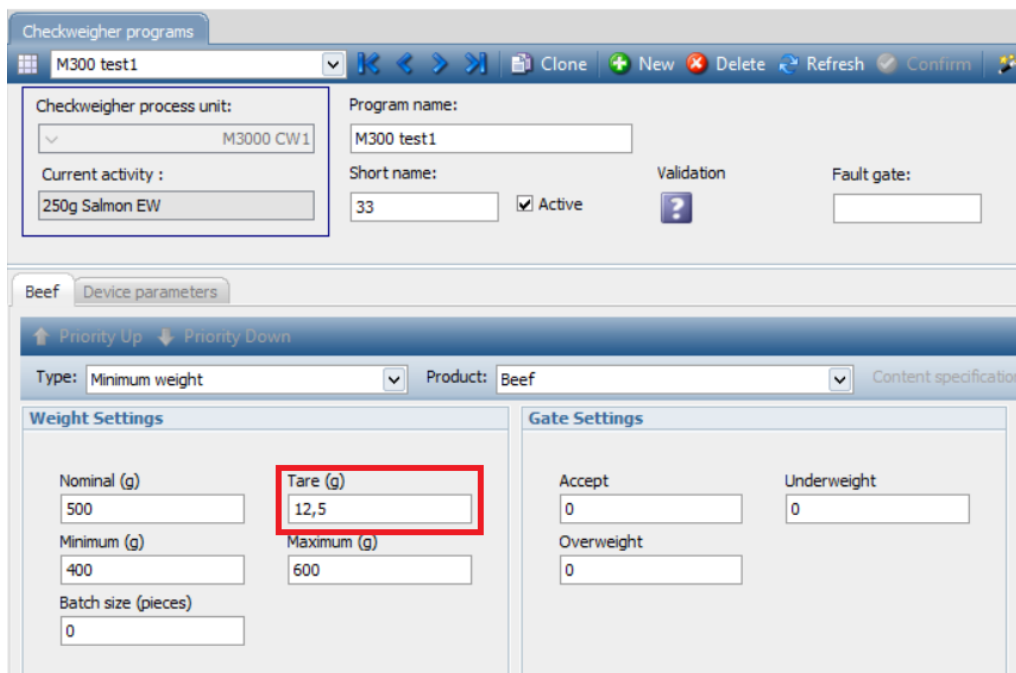 Checkweigher programs
M300 test1 Clone New Delete Refresh Confirm
Checkweigher process unit: Program name:
M3000 CW1 M300 test1
Current activity : Short name: Validation Fault gate:
250g Salmon EW 33 Active ?
Beef Device parameters
Priority Up Priority Down
Type: Minimum weight Product: Beef Content specification
Weight Settings Gate Settings
Nominal (g) Tare (g) Accept Underweight
500 12,5 0 0
Minimum (g) Maximum (g) Overweight
400 600 0
Batch size (pieces)
0